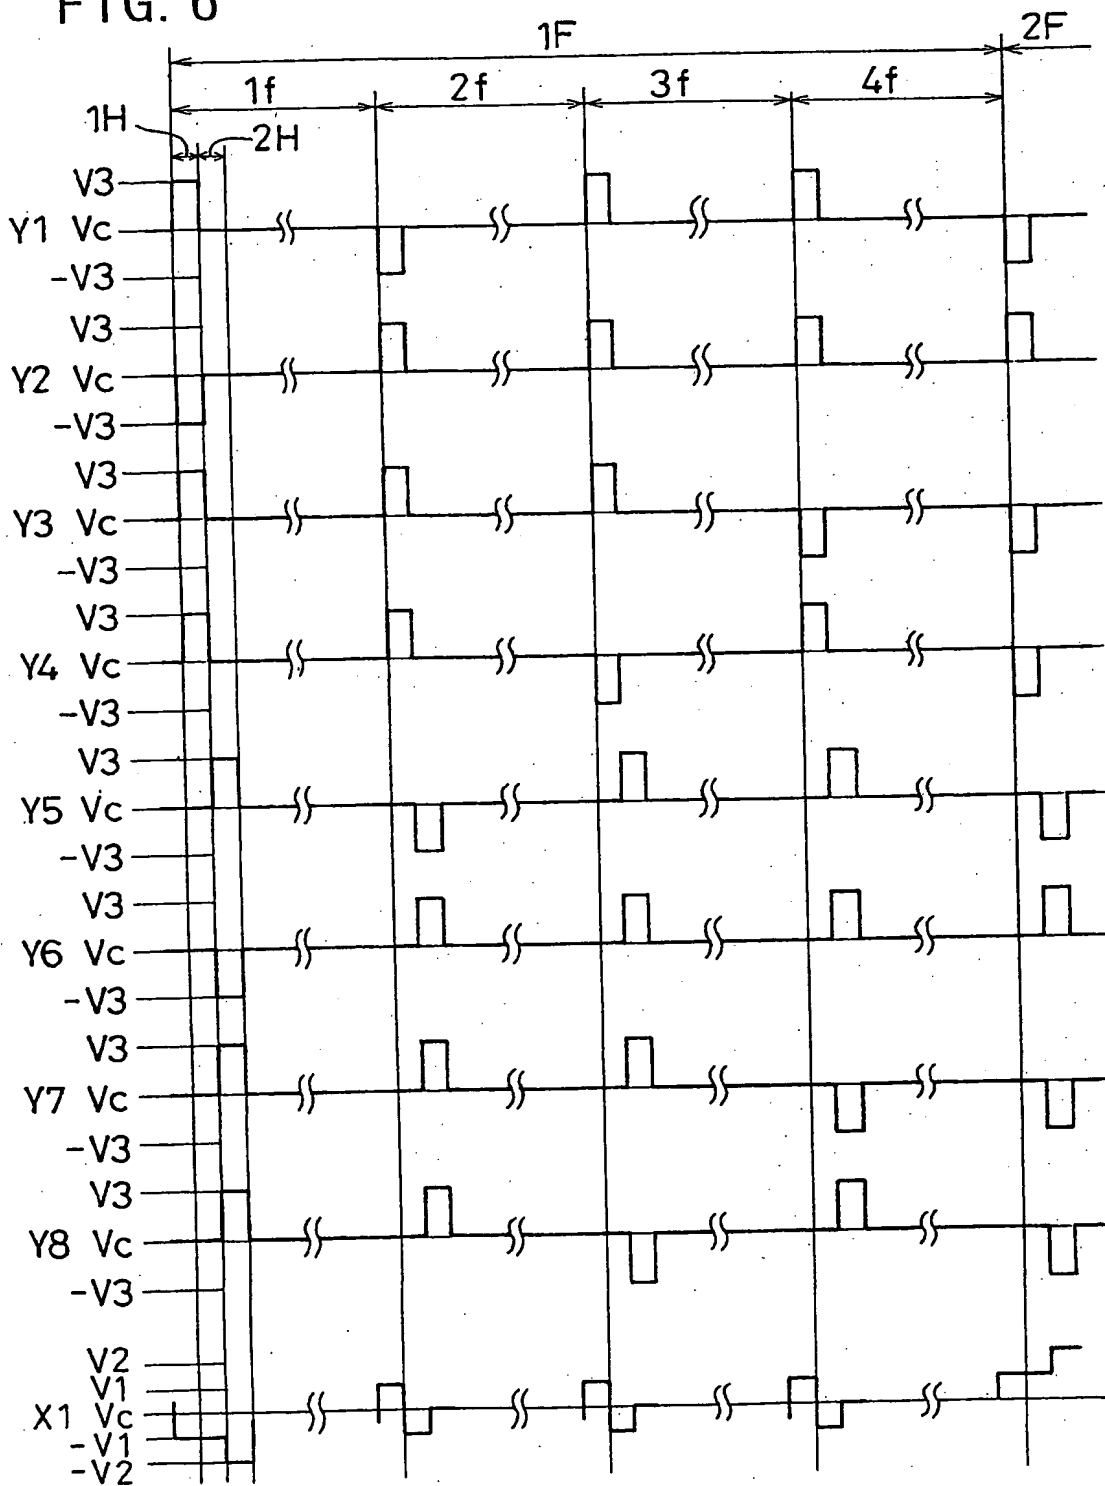 FIG. 6
1F 2F
1f 2f 3f 4f
1H 2H
V3
Y1 Vc
-V3
V3
Y2 Vc
-V3
V3
Y3 Vc
-V3
V3
Y4 Vc
-V3
V3
Y5 Vc
-V3
V3
Y6 Vc
-V3
V3
Y7 Vc
-V3
V3
Y8 Vc
-V3
V2
V1
X1 Vc
-V1
-V2